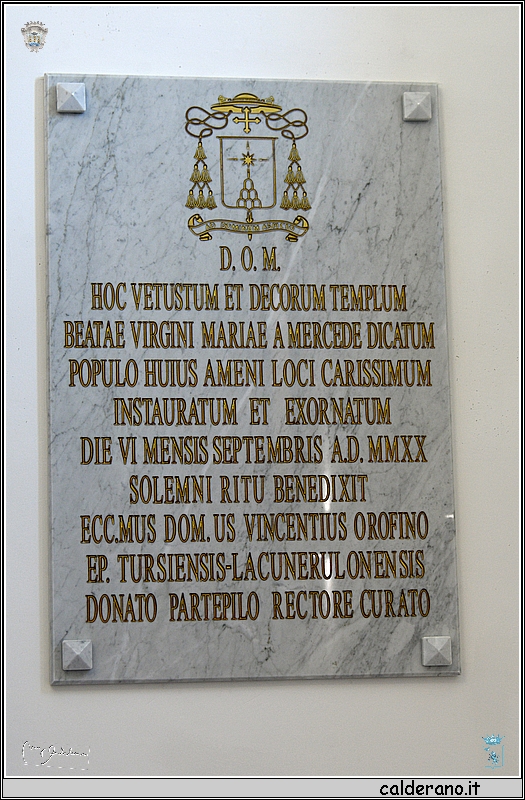 D. O. M.
HOC VETUSTUM ET DECORUM TEMPLUM
BEATAE VIRGINI MARIAE A MERCEDE DICATUM
POPULO HUIUS AMENI LOCI CARISSIMUM
INSTAURATUM ET EXORNATUM
DIE VI MENSIS SEPTEMBRIS A.D. MMXX
SOLEMNI RITU BENEDIXIT
ECC.MUS DOM.US VINCENTIUS OROFINO
EP. TURSIENSIS-LACUNERULONENSIS
DONATO PARTEPILO RECTORE CURATO
calderano.it